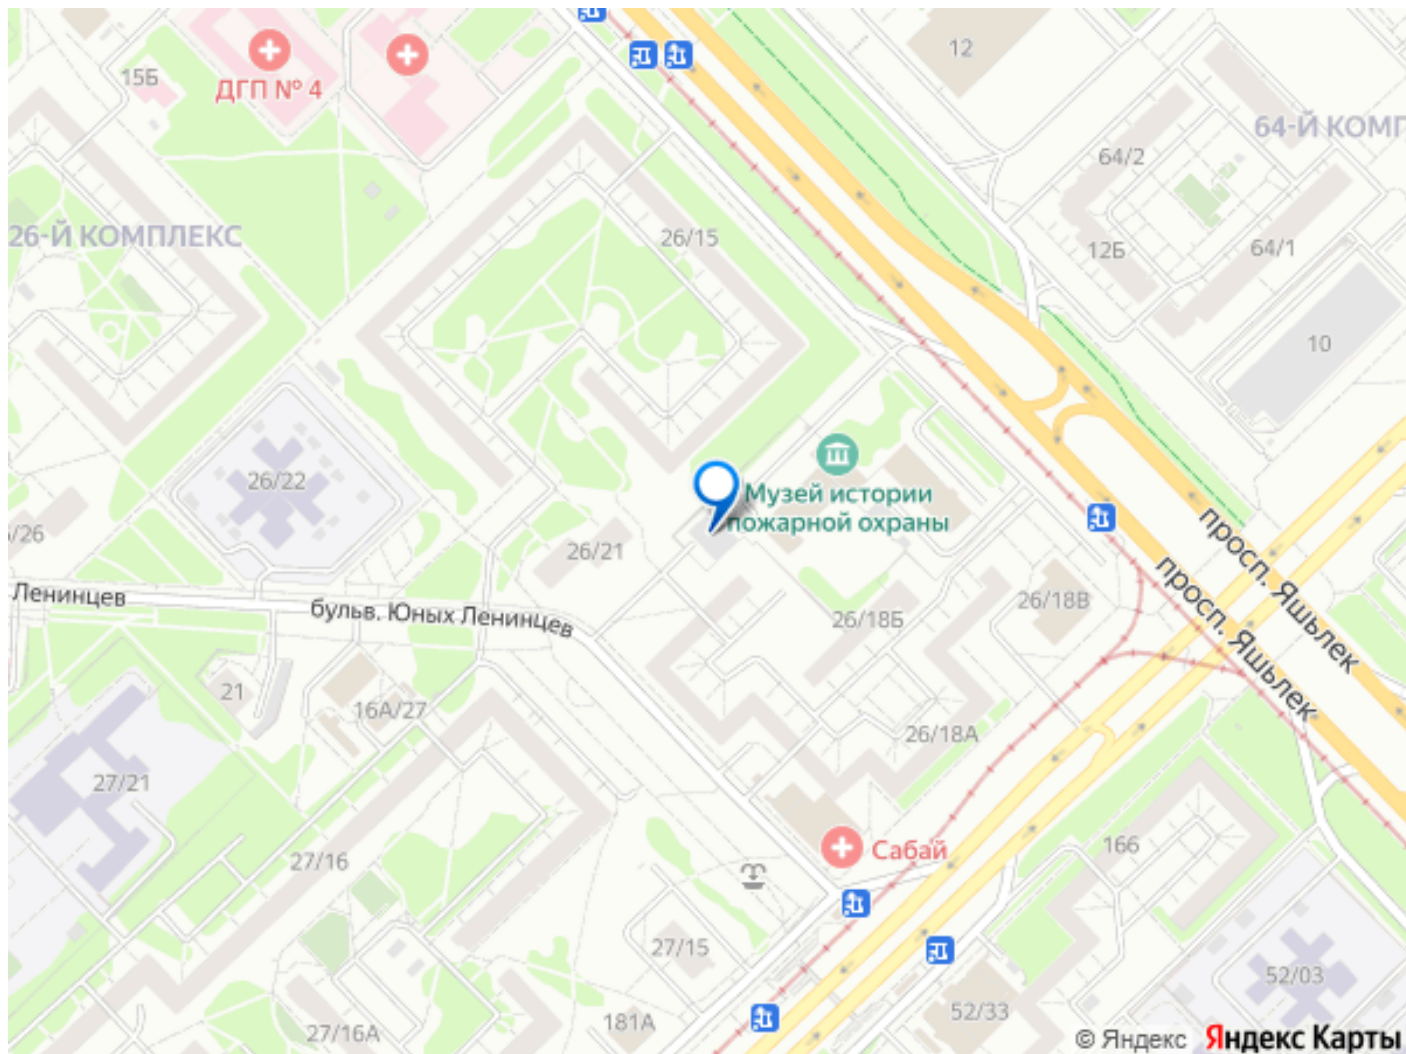 12
15Б
ДГП № 4
64-Й КОМП
64/2
26-Й КОМПЛЕКС
26/15
12Б
64/1
10
26/22
Музей истории
пожарной охраны
/26
26/21
просп. Яшьлек
просп. Яшьлек
Ленинцев
бульв. Юных Ленинцев
26/18Б
26/18В
21
16А/27
26/18А
27/21
27/16
Сабай
166
27/15
52/03
52/33
27/16А
181А
© Яндекс Яндекс Карты